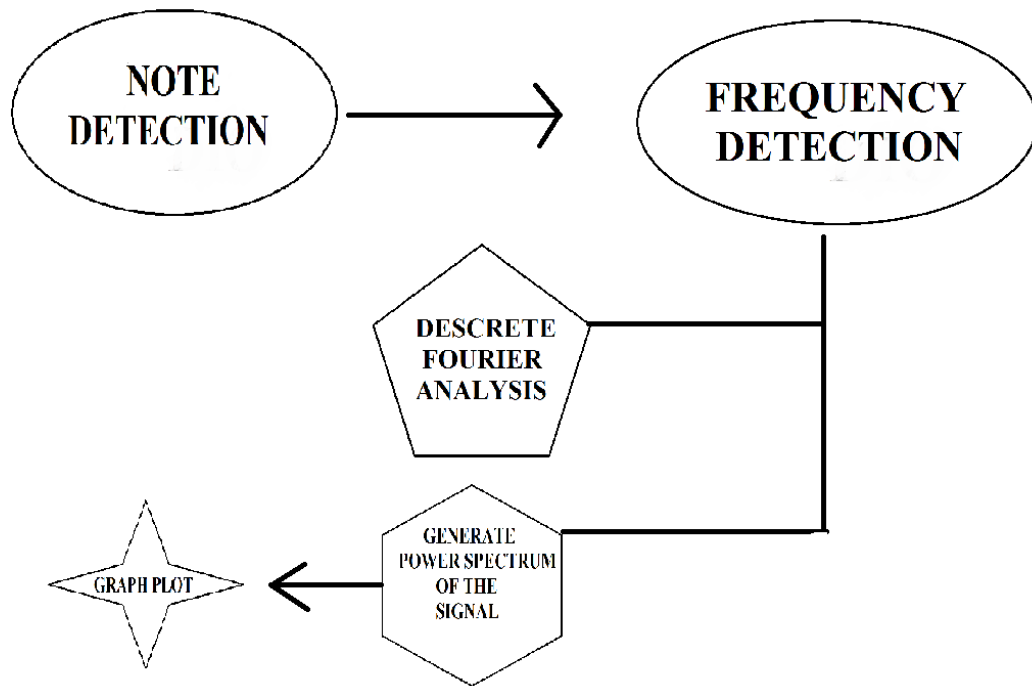 NOTE
DETECTION
FREQUENCY
DETECTION
DESCRETE
FOURIER
ANALYSIS
GENERATE
POWER SPECTRUM
OF THE
SIGNAL
GRAPH PLOT